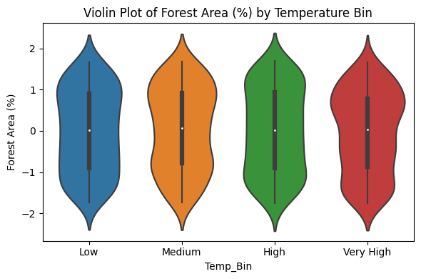 Violin Plot of Forest Area (%) by Temperature Bin
Forest Area (%)
2
1
0
−1
−2
Low Medium High Very High
Temp_Bin